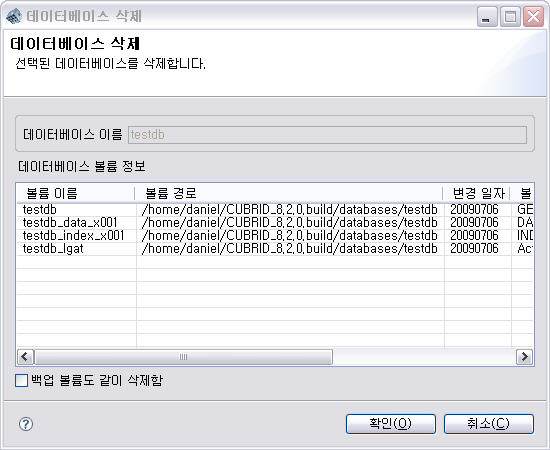 데이터베이스 삭제
데이터베이스 삭제
선택된 데이터베이스를 삭제합니다.
데이터베이스 이름 testdb
데이터베이스 볼륨 정보
볼륨 이름 볼륨 경로 변경 일자 볼
testdb /home/daniel/CUBRID_8,2,0,build/databases/testdb 20090706 GE
testdb_data_x001 /home/daniel/CUBRID_8,2,0,build/databases/testdb 20090706 DA
testdb_index_x001 /home/daniel/CUBRID_8,2,0,build/databases/testdb 20090706 IND
testdb_lgat /home/daniel/CUBRID_8,2,0,build/databases/testdb 20090706 Act
백업 볼륨도 같이 삭제함
확인(O) 취소(C)